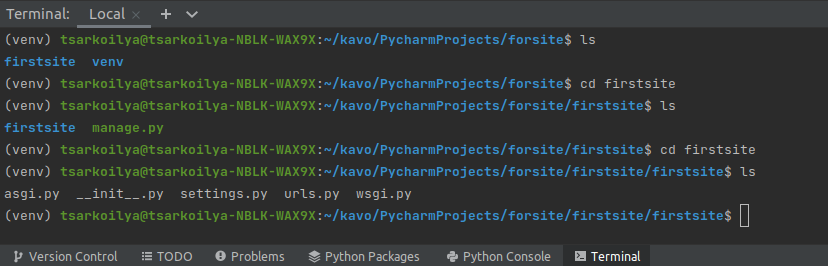 Terminal: Local × + ∨
(venv) tsarkoilya@tsarkoilya-NBLK-WAX9X:~/kavo/PycharmProjects/forsite$ ls
firstsite venv
(venv) tsarkoilya@tsarkoilya-NBLK-WAX9X:~/kavo/PycharmProjects/forsite$ cd firstsite
(venv) tsarkoilya@tsarkoilya-NBLK-WAX9X:~/kavo/PycharmProjects/forsite/firstsite$ ls
firstsite manage.py
(venv) tsarkoilya@tsarkoilya-NBLK-WAX9X:~/kavo/PycharmProjects/forsite/firstsite$ cd firstsite
(venv) tsarkoilya@tsarkoilya-NBLK-WAX9X:~/kavo/PycharmProjects/forsite/firstsite/firstsite$ ls
asgi.py __init__.py settings.py urls.py wsgi.py
(venv) tsarkoilya@tsarkoilya-NBLK-WAX9X:~/kavo/PycharmProjects/forsite/firstsite/firstsite$
Version Control TODO Problems Python Packages Python Console Terminal